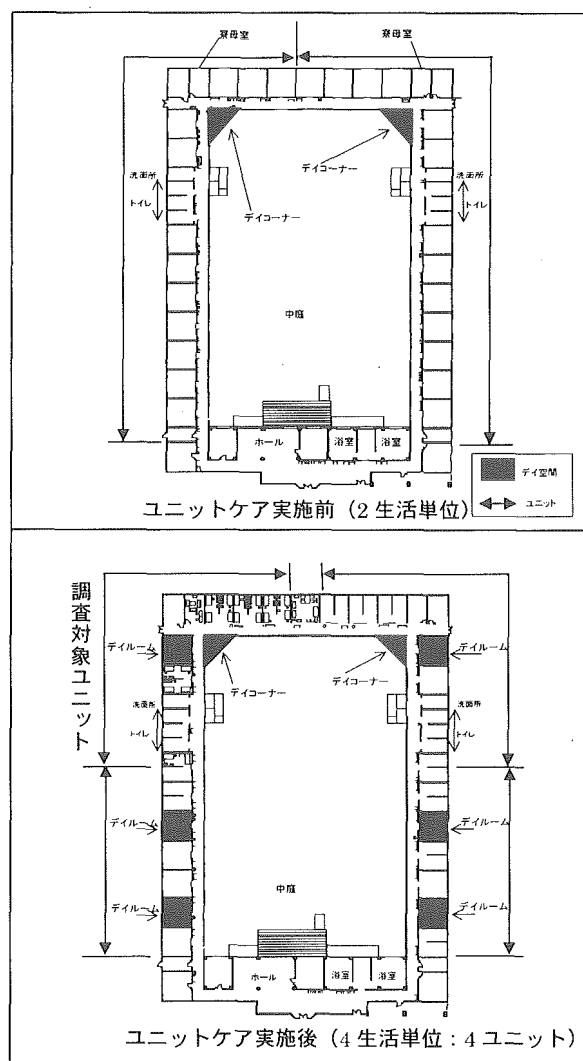 寮母室
寮母室
洗面所
トイレ
デイコーナー
デイコーナー
洗面所
トイレ
中庭
ホール
浴室
浴室
デイ空間
ユニット
ユニットケア実施前(2生活単位)
調査対象ユニット
デイルーム
デイルーム
デイコーナー
デイコーナー
洗面所
トイレ
洗面所
トイレ
デイルーム
デイルーム
デイルーム
デイルーム
中庭
ホール
浴室
浴室
ユニットケア実施後(4生活単位:4ユニット)